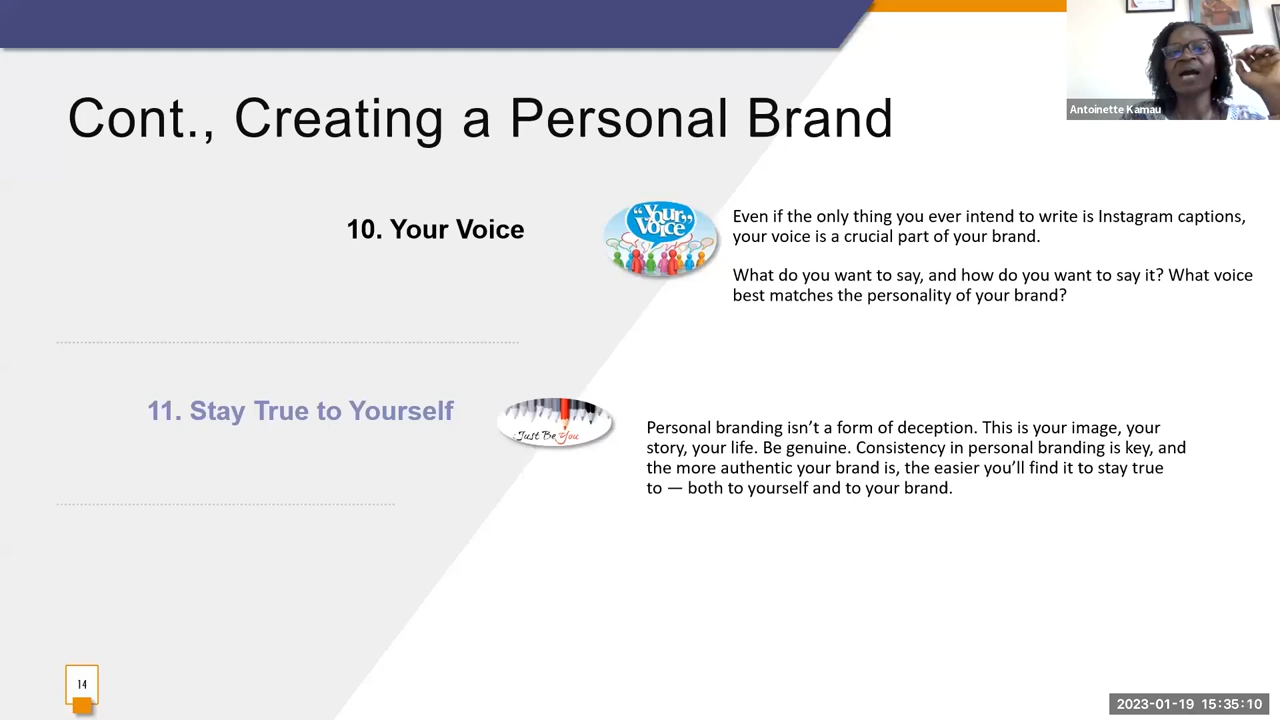 Cont., Creating a Personal Brand
Antoinette Kamau
10. Your Voice
"Your Voice"
Even if the only thing you ever intend to write is Instagram captions,
your voice is a crucial part of your brand.
What do you want to say, and how do you want to say it? What voice
best matches the personality of your brand?
11. Stay True to Yourself
Just Be You
Personal branding isn’t a form of deception. This is your image, your
story, your life. Be genuine. Consistency in personal branding is key, and
the more authentic your brand is, the easier you’ll find it to stay true
to — both to yourself and to your brand.
14
2023-01-19 15:35:10